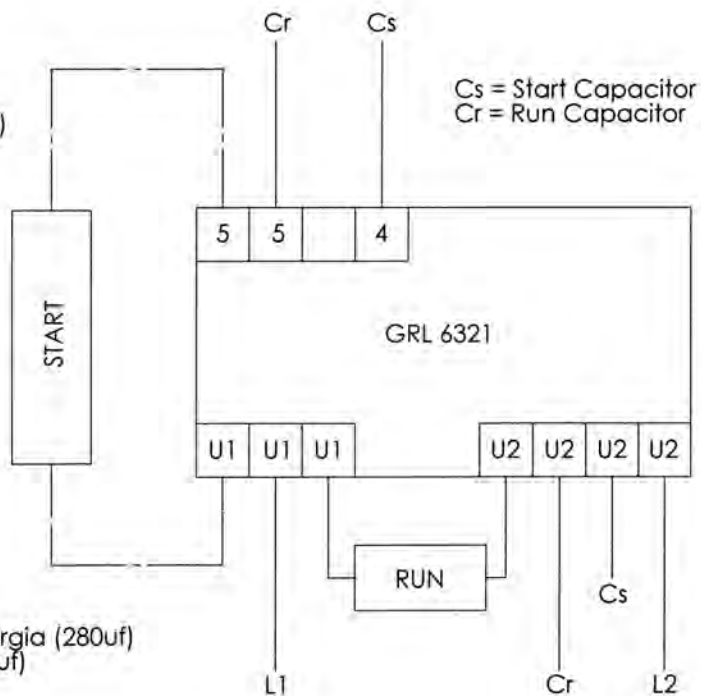 Cr
Cs
Cs = Start Capacitor
Cr = Run Capacitor
)
5
5
4
START
GRL 6321
U1
U1
U1
U2
U2
U2
U2
RUN
Cs
rgia (280uf)
uf)
L1
Cr
L2